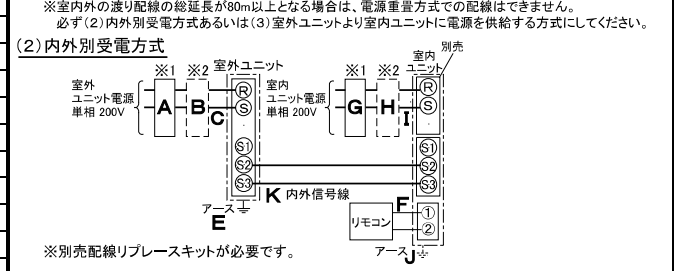 ※室内外の渡り配線の総延長が80m以上となる場合は、電源重畳方式での配線はできません。
必ず(2)内外別受電方式あるいは(3)室外ユニットより室内ユニットに電源を供給する方式にしてください。
(2)内外別受電方式
別売
※1 ※2 室外ユニット
※1 ※2 室内ユニット
室外
ユニット電源
単相 200V
A B C
R
S
S1
S2
S3
室内
ユニット電源
単相 200V
G H I
R
S
S1
S2
S3
K 内外信号線
アース
E
リモコン
F
①
②
アース J
※別売配線リプレースキットが必要です。